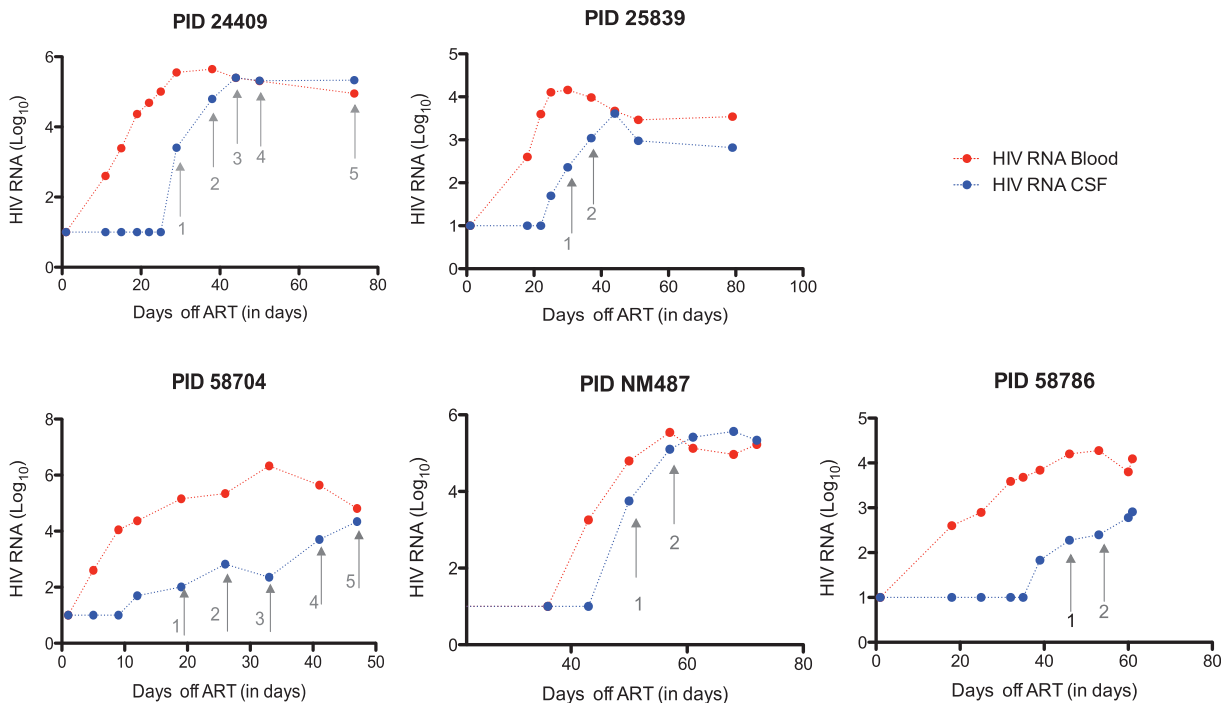 PID 24409
6
4
2
0
HIV RNA (Log10)
1
2
3
4
5
0 20 40 60 80
Days off ART (in days)
PID 25839
5
4
3
2
1
0
HIV RNA (Log10)
1
2
0 20 40 60 80 100
Days off ART (in days)
HIV RNA Blood
HIV RNA CSF
PID 58704
8
6
4
2
0
HIV RNA (Log10)
1
2
3
4
5
0 10 20 30 40 50
Days off ART (in days)
PID NM487
6
4
2
0
HIV RNA (Log10)
1
2
40 60 80
Days off ART (in days)
PID 58786
5
4
3
2
1
0
HIV RNA (Log10)
1
2
0 20 40 60 80
Days off ART (in days)